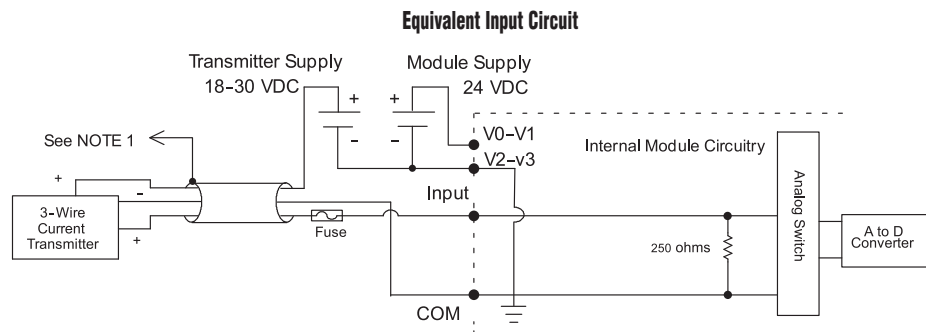 Equivalent Input Circuit
Transmitter Supply
18–30 VDC
Module Supply
24 VDC
+
+
-
-
V0–V1
V2–v3
See NOTE 1
Internal Module Circuitry
Input
+
-
+
3-Wire
Current
Transmitter
Fuse
250 ohms
Analog Switch
A to D
Converter
COM